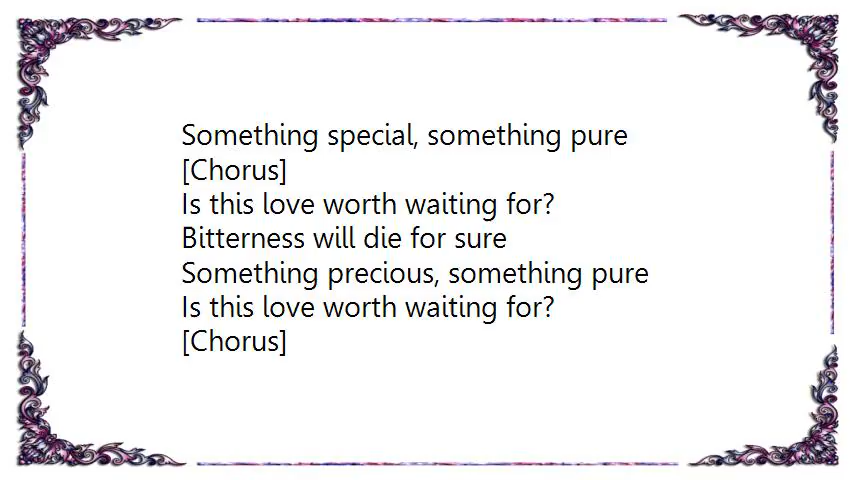 Something special, something pure
[Chorus]
Is this love worth waiting for?
Bitterness will die for sure
Something precious, something pure
Is this love worth waiting for?
[Chorus]